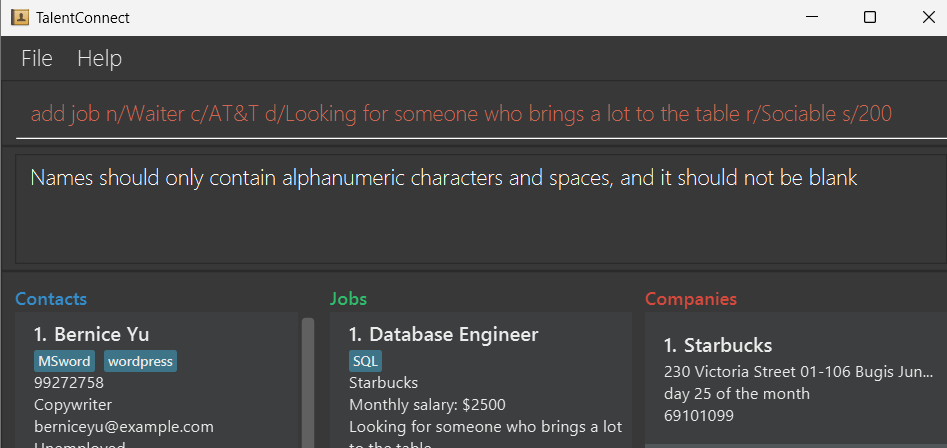 TalentConnect
File Help
add job n/Waiter c/AT&T d/Looking for someone who brings a lot to the table r/Sociable s/200
Names should only contain alphanumeric characters and spaces, and it should not be blank
Contacts
1. Bernice Yu
MSword wordpress
99272758
Copywriter
berniceyu@example.com
Unemployed
Jobs
1. Database Engineer
SQL
Starbucks
Monthly salary: $2500
Looking for someone who brings a lot
to the table
Companies
1. Starbucks
230 Victoria Street 01-106 Bugis Jun...
day 25 of the month
69101099